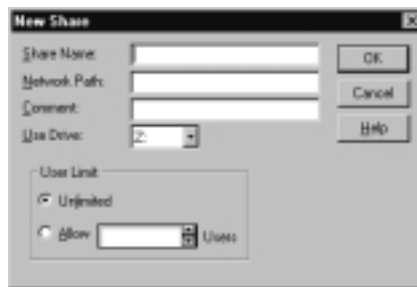 New Share
Share Name:
Network Path:
Comment:
Use Drive: Z:
OK
Cancel
Help
User Limit
Unlimited
Allow Users